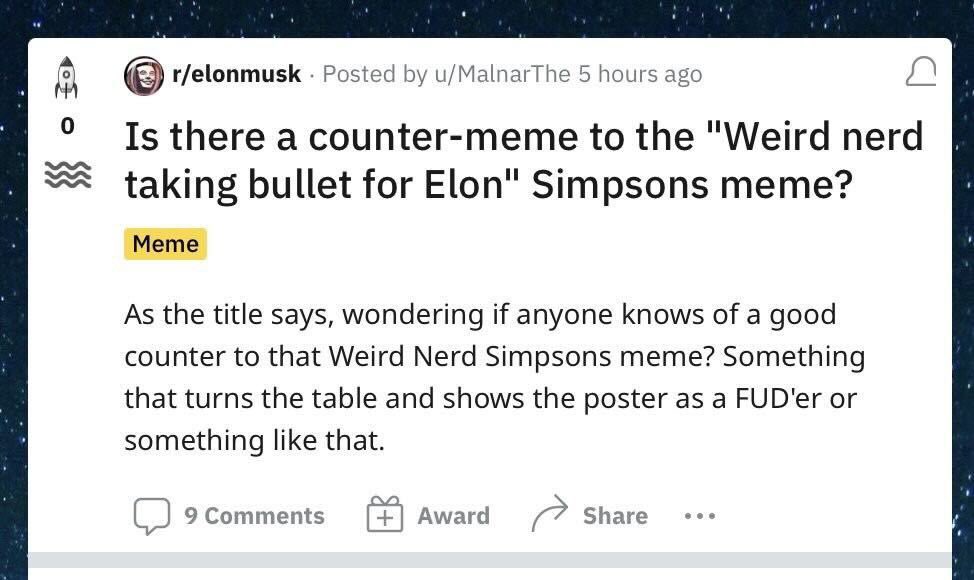 r/elonmusk · Posted by u/MalnarThe 5 hours ago
0
Is there a counter-meme to the "Weird nerd
taking bullet for Elon" Simpsons meme?
Meme
As the title says, wondering if anyone knows of a good
counter to that Weird Nerd Simpsons meme? Something
that turns the table and shows the poster as a FUD'er or
something like that.
9 Comments Award Share ...